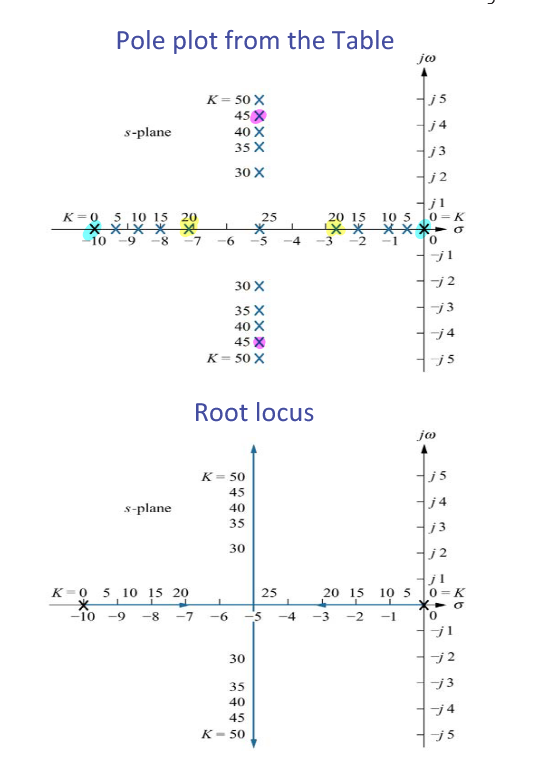 Pole plot from the Table
jω
K = 50
j5
45
j4
s-plane
40
35
j3
30
j2
j1
K = 0 5 10 15 20 25 20 15 10 5 0 = K
σ
−10 −9 −8 −7 −6 −5 −4 −3 −2 −1 0
−j1
30
−j2
35
−j3
40
45
−j4
K = 50
−j5
Root locus
jω
K = 50
j5
45
s-plane
40
j4
35
j3
30
j2
j1
K = 0 5 10 15 20 25 20 15 10 5 0 = K
σ
−10 −9 −8 −7 −6 −5 −4 −3 −2 −1 0
−j1
30
−j2
35
−j3
40
45
−j4
K = 50
−j5